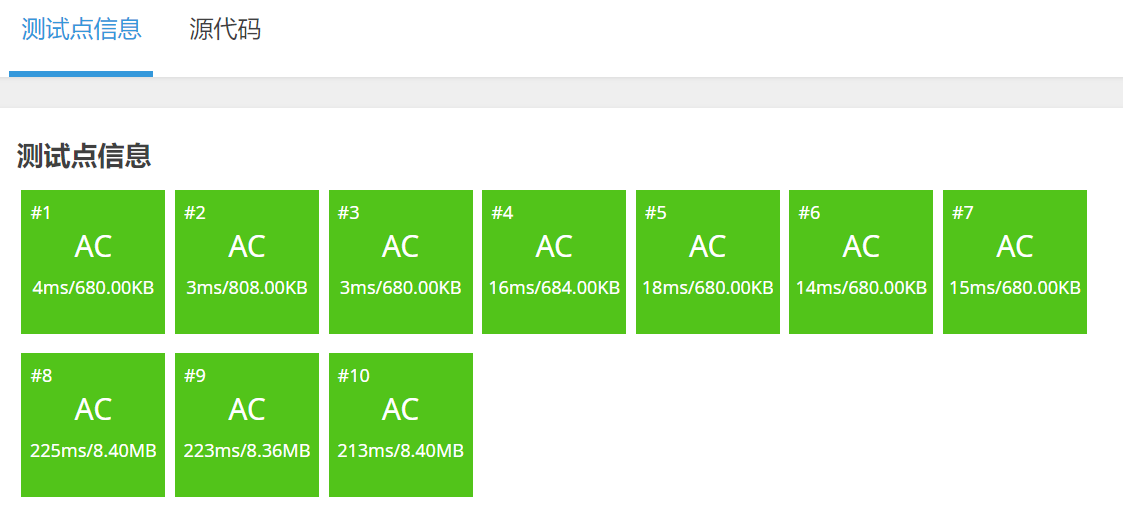 测试点信息 源代码
测试点信息
#1 #2 #3 #4 #5 #6 #7
AC AC AC AC AC AC AC
4ms/680.00KB 3ms/808.00KB 3ms/680.00KB 16ms/684.00KB 18ms/680.00KB 14ms/680.00KB 15ms/680.00KB
#8 #9 #10
AC AC AC
225ms/8.40MB 223ms/8.36MB 213ms/8.40MB